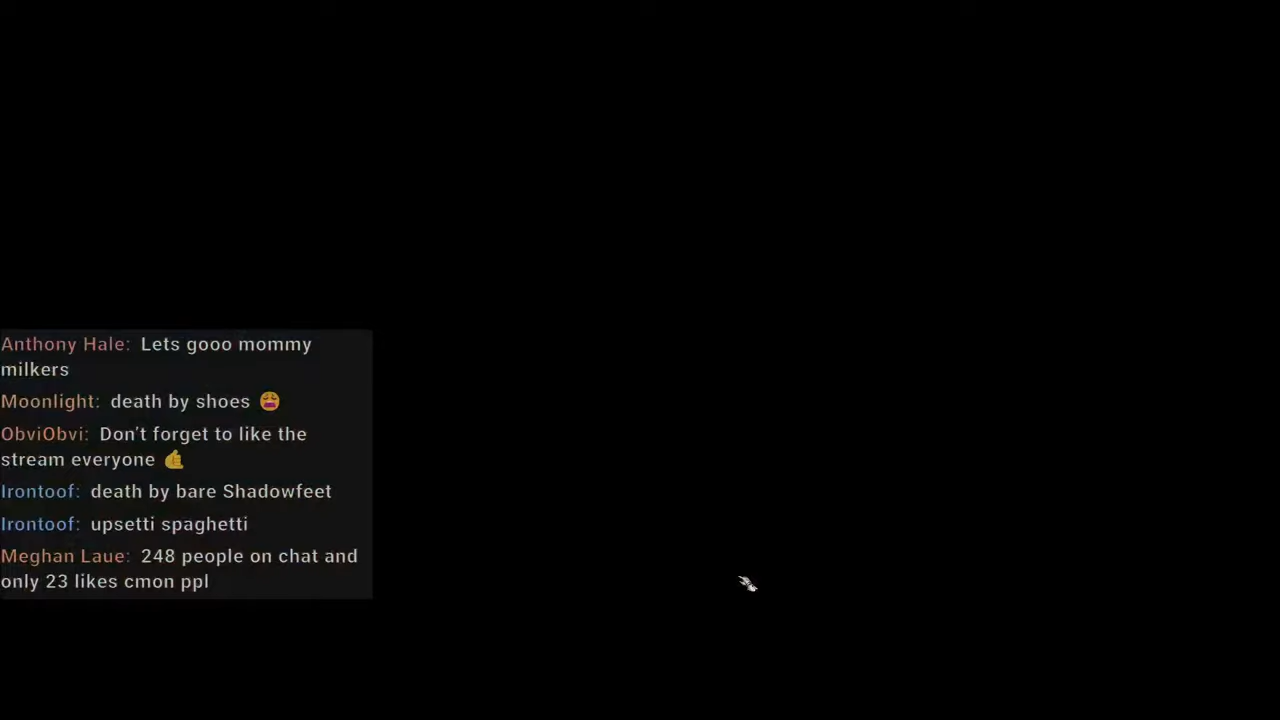 Anthony Hale: Lets gooo mommy
milkers
Moonlight: death by shoes 😩
ObviObvi: Don't forget to like the
stream everyone 🤙
Irontoof: death by bare Shadowfeet
Irontoof: upsetti spaghetti
Meghan Laue: 248 people on chat and
only 23 likes cmon ppl